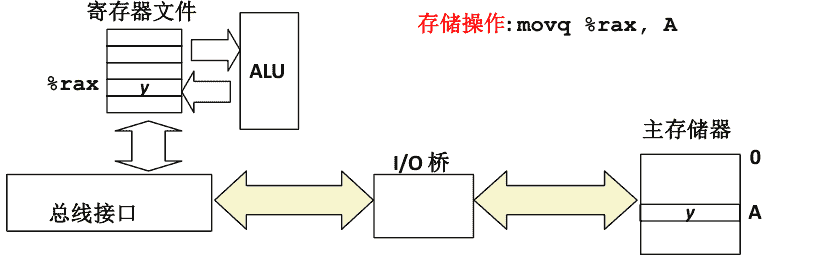 寄存器文件
存储操作:movq %rax, A
ALU
%rax
y
主存储器
I/O 桥
0
总线接口
y
A